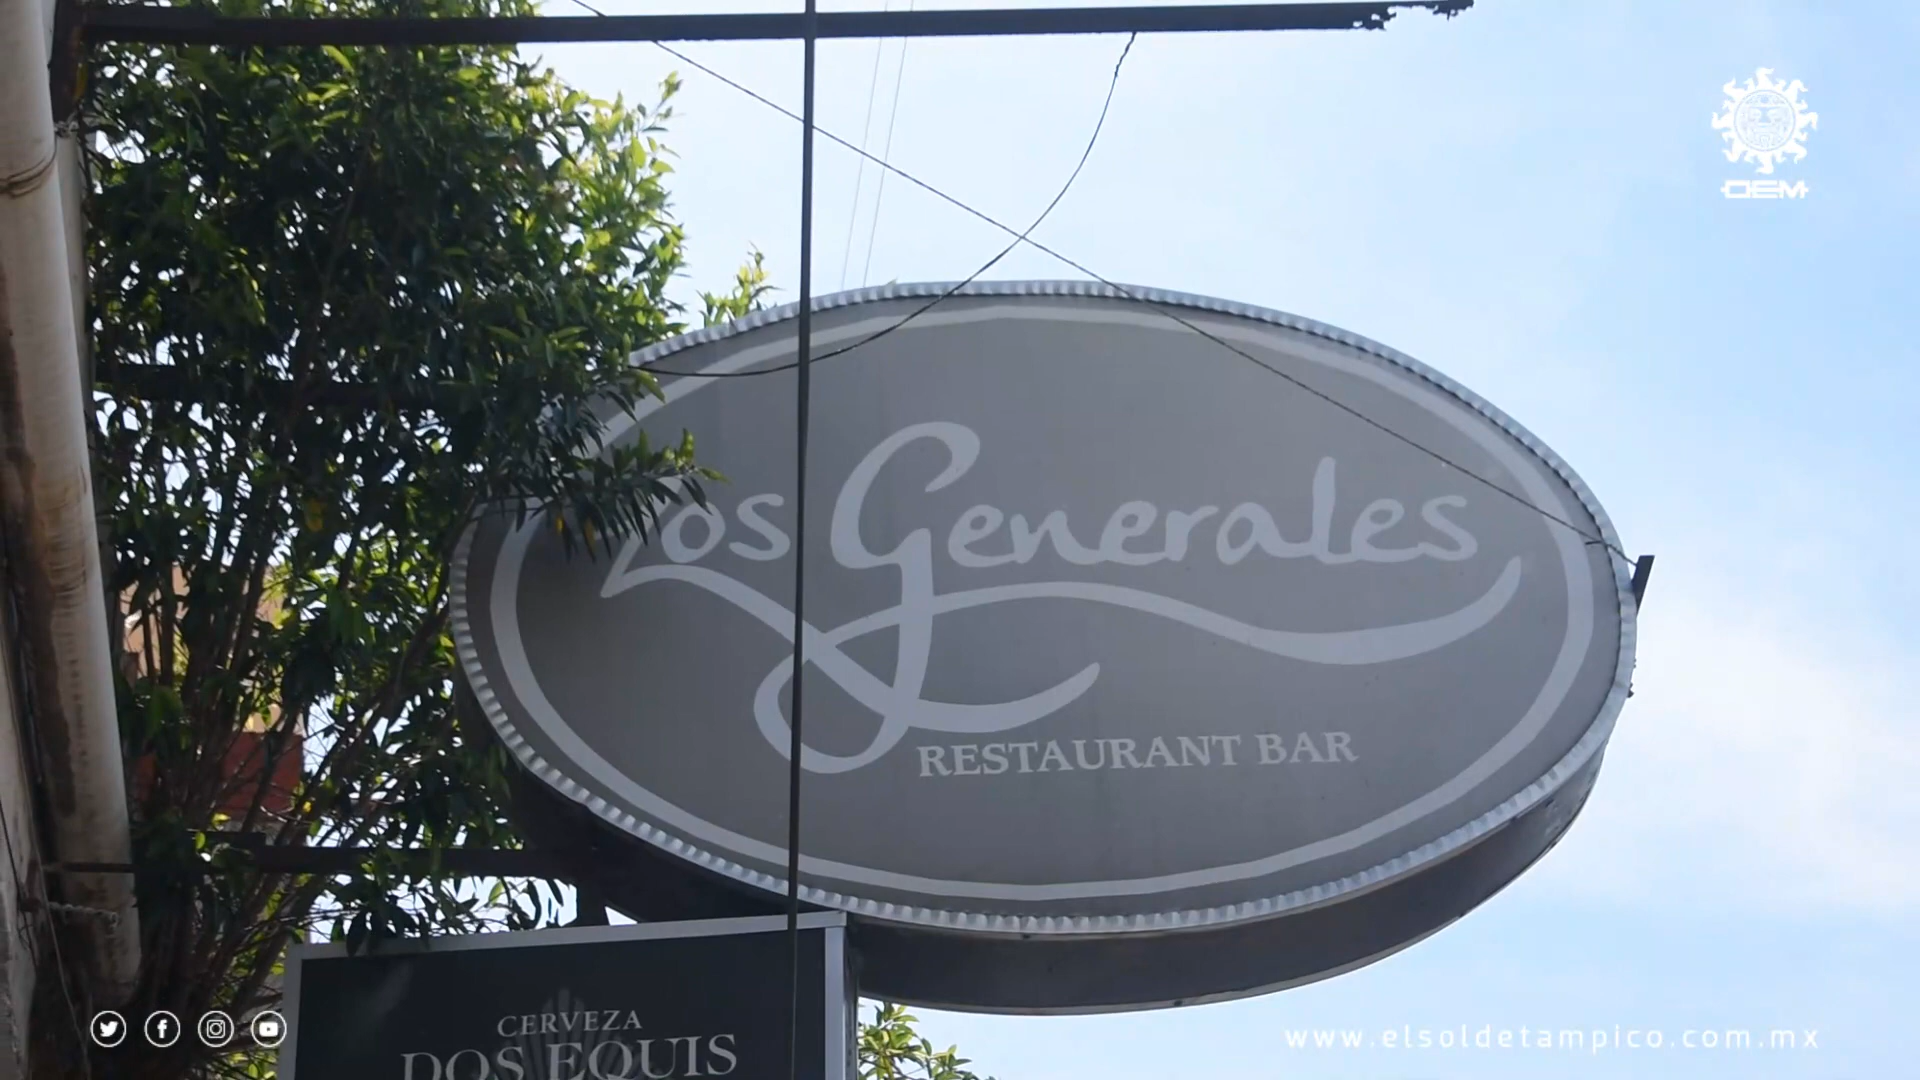 OEM
Los Generales
RESTAURANT BAR
CERVEZA
DOS EQUIS
www.elsoldetampico.com.mx